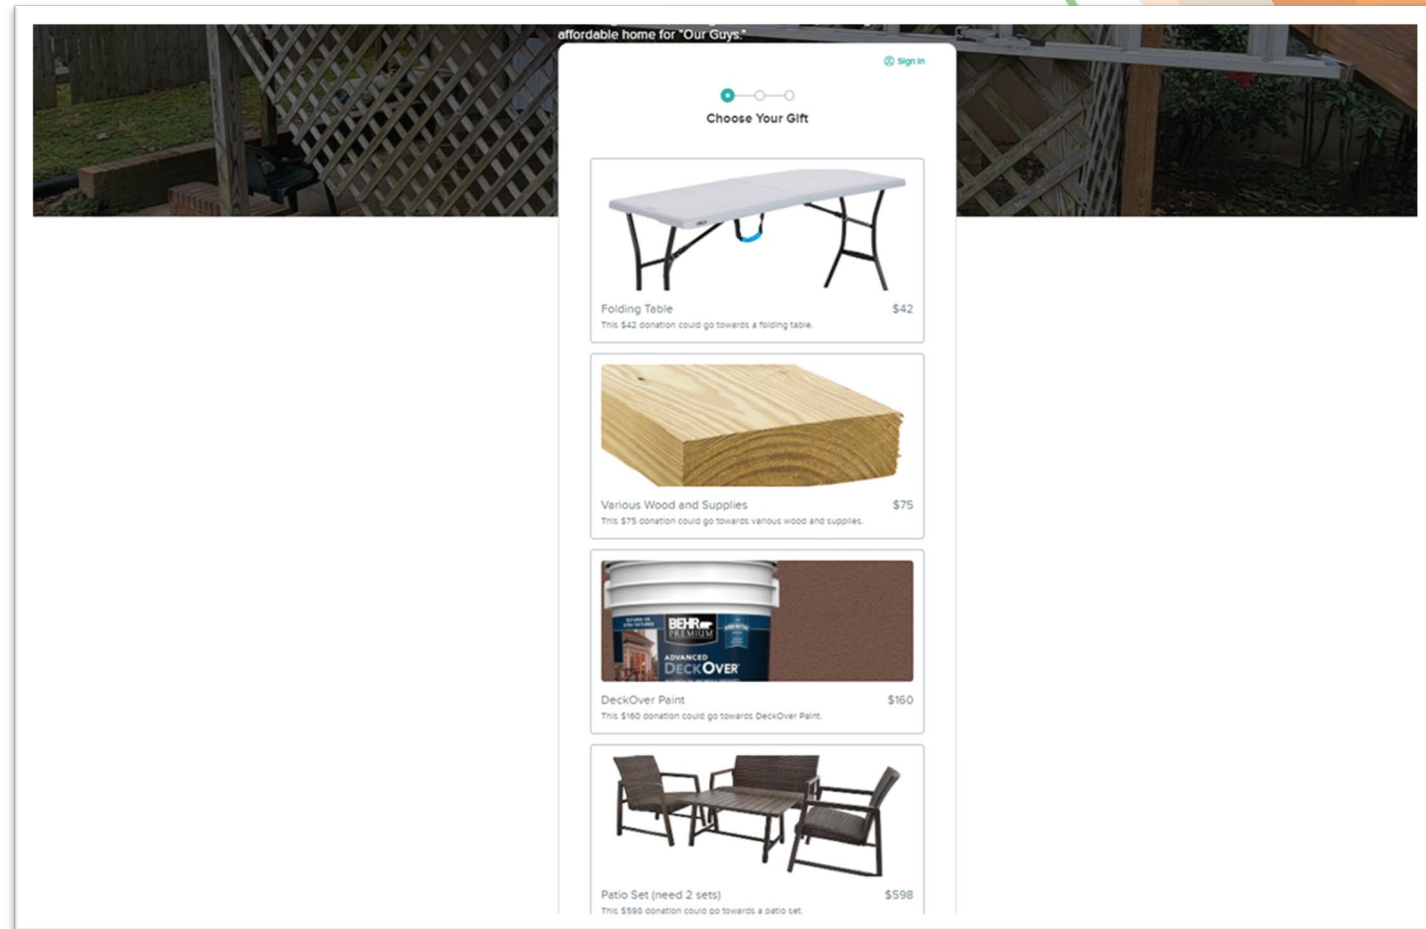 affordable home for "Our Guys."
Sign In
Choose Your Gift
Folding Table
$42
This $42 donation could go towards a folding table.
Various Wood and Supplies
$75
This $75 donation could go towards various wood and supplies.
BEHR
PREMIUM
ADVANCED
DECKOVER
DeckOver Paint
$160
This $160 donation could go towards DeckOver Paint.
Patio Set (need 2 sets)
$598
This $598 donation could go towards a patio set.